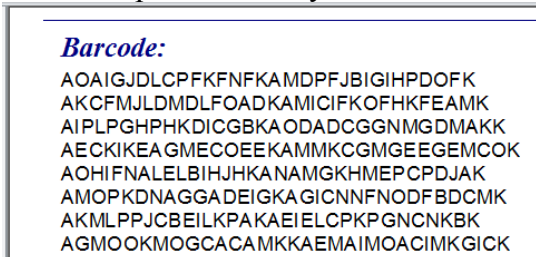 Barcode:
AOAIGJDLCPFKFNFKAMDPFJBIGIHPDOFK
AKCFMJLDMDLFOADKAMICIFKOFHKFEAMK
AIPLPGHPHKDICGBKAODADCGGNMGDMAKK
AECKIKEAGMECOEEKAMMKCGMGEEGEMCOK
AOHIFNALELBIHJHKANAMGKHMEPCPDJAK
AMOPKDNAGGADEIGKAGICNNFNODFBDCMK
AKMLPPJCBEILKPAKAEIELCPKPGNCNKBK
AGMOOKMOGCACAMKKAEMAIMOACIMKGICK